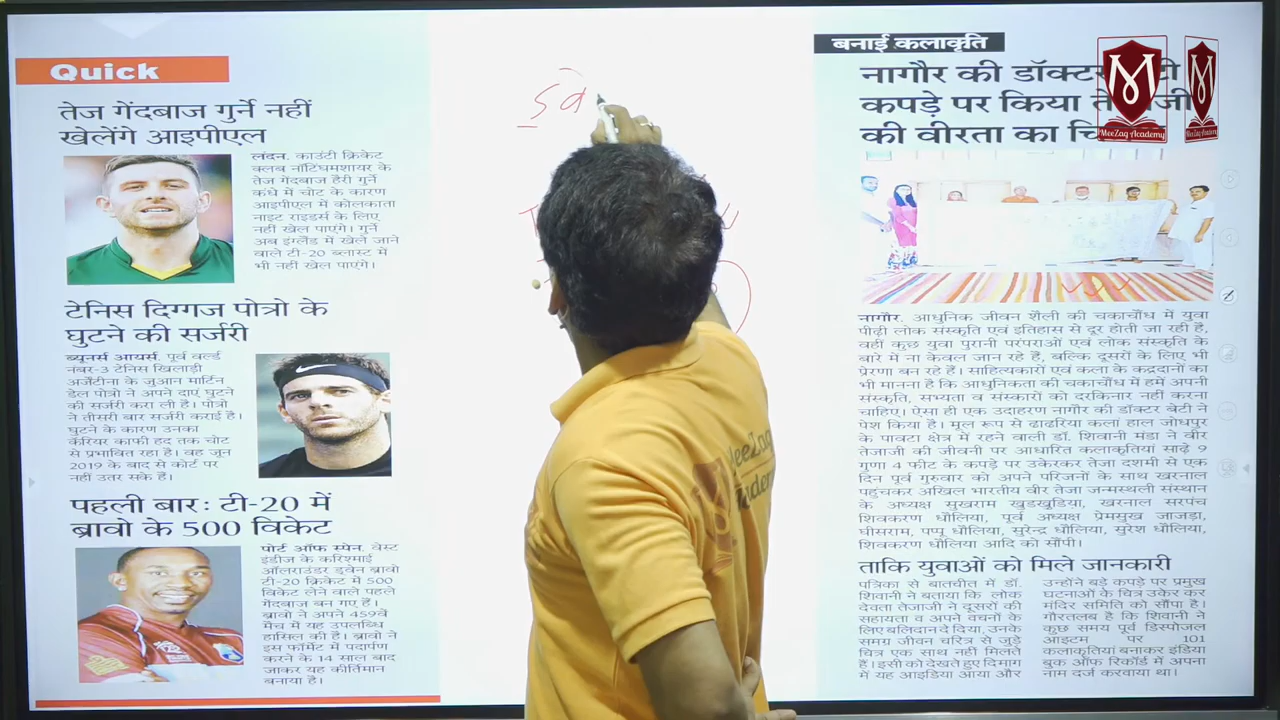 Quick
तेज गेंदबाज गुर्ने नहीं
खेलेंगे आइपीएल
लंदन. काउंटी क्रिकेट
क्लब नॉटिंघमशायर के
तेज गेंदबाज हैरी गुर्ने
कंधे में चोट के कारण
आइपीएल में कोलकाता
नाइट राइडर्स के लिए
नहीं खेल पाएंगे। गुर्ने
अब इंग्लैंड में खेले जाने
वाले टी-20 ब्लास्ट में
भी नहीं खेल पाएंगे।
टेनिस दिग्गज पोत्रो के
घुटने की सर्जरी
ब्यूनर्स आयर्स. पूर्व वर्ल्ड
नंबर-3 टेनिस खिलाड़ी
अर्जेंटीना के जुआन मार्टिन
डेल पोत्रो ने अपने दाएं घुटने
की सर्जरी करा ली है। पोत्रो
ने तीसरी बार सर्जरी कराई है।
घुटने के कारण उनका
कॅरियर काफी हद तक चोट
से प्रभावित रहा है। वह जून
2019 के बाद से कोर्ट पर
नहीं उतर सके हैं।
पहली बार: टी-20 में
ब्रावो के 500 विकेट
पोर्ट ऑफ स्पेन. वेस्ट
इंडीज के करिश्माई
ऑलराउंडर ड्वेन ब्रावो
टी-20 क्रिकेट में 500
विकेट लेने वाले पहले
गेंदबाज बन गए हैं।
ब्रावो ने अपने 459वें
मैच में यह उपलब्धि
हासिल की है। ब्रावो ने
इस फॉर्मेट में पदार्पण
करने के 14 साल बाद
जाकर यह कीर्तिमान
बनाया है।
बनाई कलाकृति
नागौर की डॉक्टर
कपड़े पर किया
की वीरता का
MeeZaq Academy
MeeZaq Academy
नागौर. आधुनिक जीवन शैली की चकाचौंध में युवा
पीढ़ी लोक संस्कृति एवं इतिहास से दूर होती जा रही है,
वहीं कुछ युवा पुरानी परंपराओं एवं लोक संस्कृति के
बारे में ना केवल जान रहे हैं, बल्कि दूसरों के लिए भी
प्रेरणा बन रहे हैं। साहित्यकारों एवं कला के कद्रदानों का
भी मानना है कि आधुनिकता की चकाचौंध में हमें अपनी
संस्कृति, सभ्यता व संस्कारों को दरकिनार नहीं करना
चाहिए। ऐसा ही एक उदाहरण नागौर की डॉक्टर बेटी ने
पेश किया है। मूल रूप से ढाढरिया कलां हाल जोधपुर
के पावटा क्षेत्र में रहने वाली डॉ. शिवानी मंडा ने वीर
तेजाजी की जीवनी पर आधारित कलाकृतियां साढ़े 9
गुणा 4 फीट के कपड़े पर उकेरकर तेजा दशमी से एक
दिन पूर्व गुरुवार को अपने परिजनों के साथ खरनाल
पहुंचकर अखिल भारतीय वीर तेजा जन्मस्थली संस्थान
के अध्यक्ष सुखराम खुडखुडिया, खरनाल सरपंच
शिवकरण धौलिया, पूर्व अध्यक्ष प्रेमसुख जाजड़ा,
घीसराम, पप्पू धौलिया, सुरेन्द्र धौलिया, सुरेश धौलिया,
शिवकरण धौलिया आदि को सौंपी।
ताकि युवाओं को मिले जानकारी
पत्रिका से बातचीत में डॉ.
शिवानी ने बताया कि लोक
देवता तेजाजी ने दूसरों की
सहायता व अपने वचनों के
लिए बलिदान दे दिया, उनके
समग्र जीवन चरित्र से जुड़े
चित्र एक साथ नहीं मिलते
हैं। इसी को देखते हुए दिमाग
में यह आइडिया आया और
उन्होंने बड़े कपड़े पर प्रमुख
घटनाओं के चित्र उकेर कर
मंदिर समिति को सौंपा है।
गौरतलब है कि शिवानी ने
कुछ समय पूर्व डिस्पोजल
आइटम पर 101
कलाकृतियां बनाकर इंडिया
बुक ऑफ रिकॉर्ड में अपना
नाम दर्ज करवाया था।